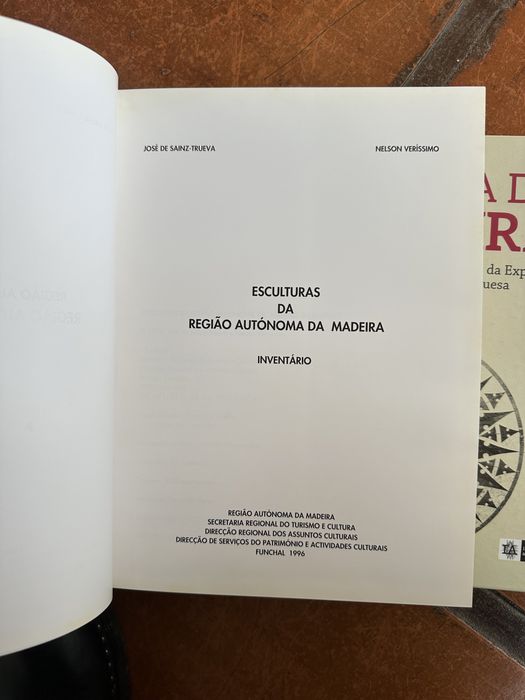 JOSÉ DE SAINZ-TRUEVA
NELSON VERÍSSIMO
ESCULTURAS
DA
REGIÃO AUTÓNOMA DA MADEIRA
INVENTÁRIO
REGIÃO AUTÓNOMA DA MADEIRA
SECRETARIA REGIONAL DO TURISMO E CULTURA
DIRECÇÃO REGIONAL DOS ASSUNTOS CULTURAIS
DIRECÇÃO DE SERVIÇOS DO PATRIMÓNIO E ACTIVIDADES CULTURAIS
FUNCHAL 1996
A D
da Exp
uesa